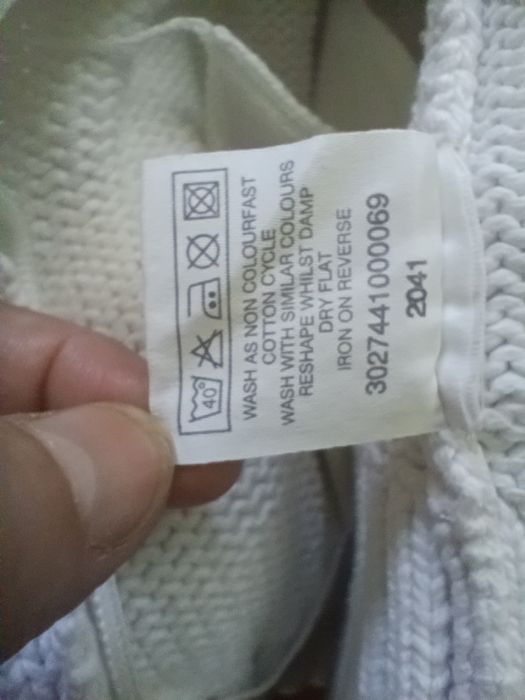 40°
WASH AS NON COLOURFAST
COTTON CYCLE
WASH WITH SIMILAR COLOURS
RESHAPE WHILST DAMP
DRY FLAT
IRON ON REVERSE
3027441000069
2041